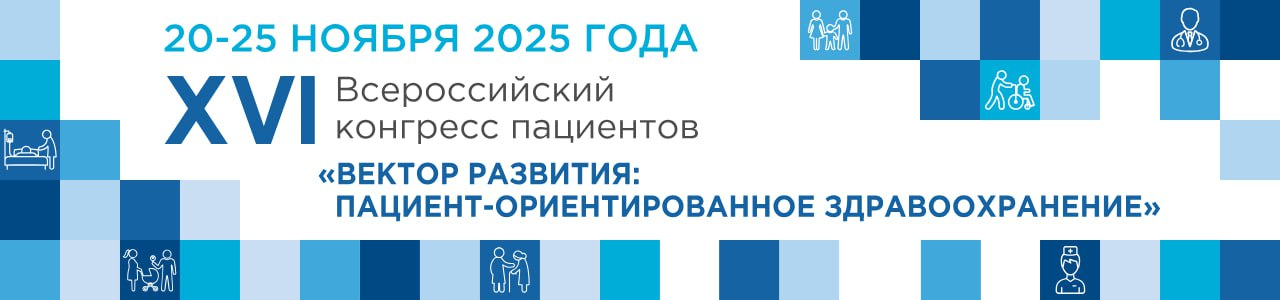 20-25 НОЯБРЯ 2025 ГОДА
XVI Всероссийский
конгресс пациентов
«ВЕКТОР РАЗВИТИЯ:
ПАЦИЕНТ-ОРИЕНТИРОВАННОЕ ЗДРАВООХРАНЕНИЕ»